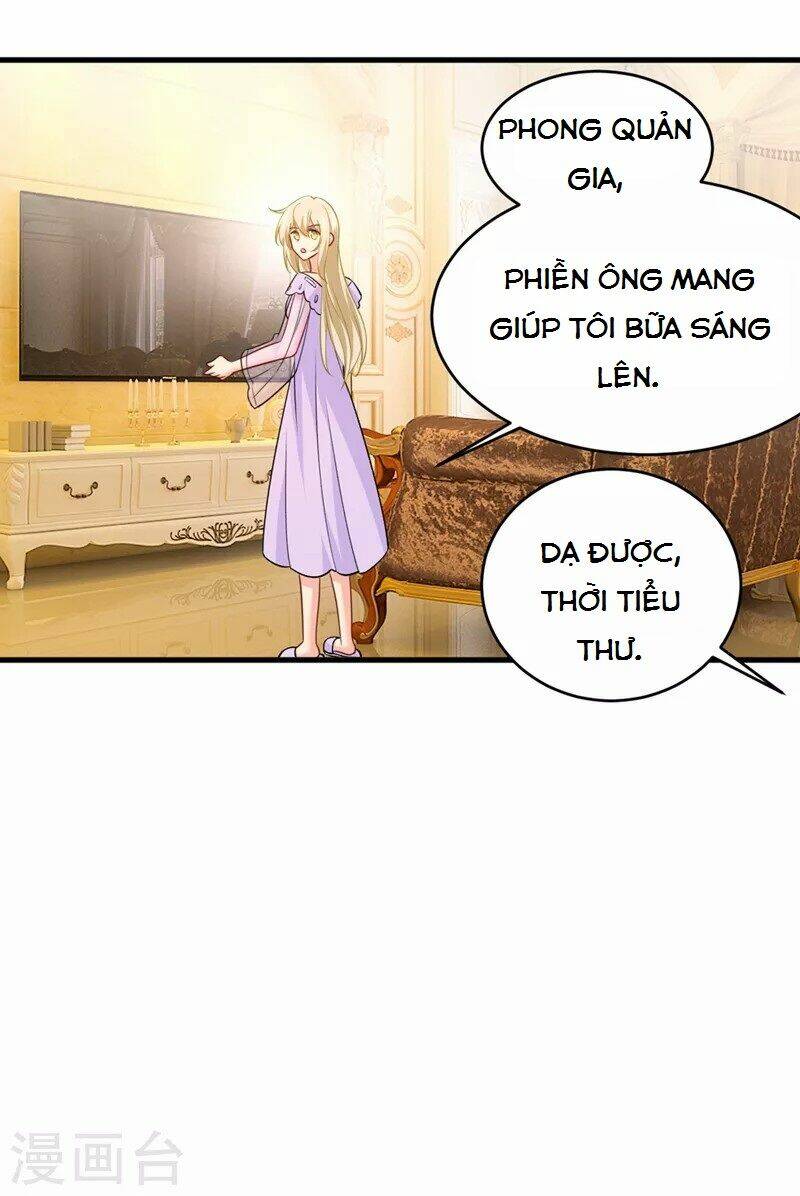 PHONG QUẢN
GIA,
PHIỀN ÔNG MANG
GIÚP TÔI BỮA SÁNG
LÊN.
DẠ ĐƯỢC,
THỜI TIỂU
THƯ.
漫画台